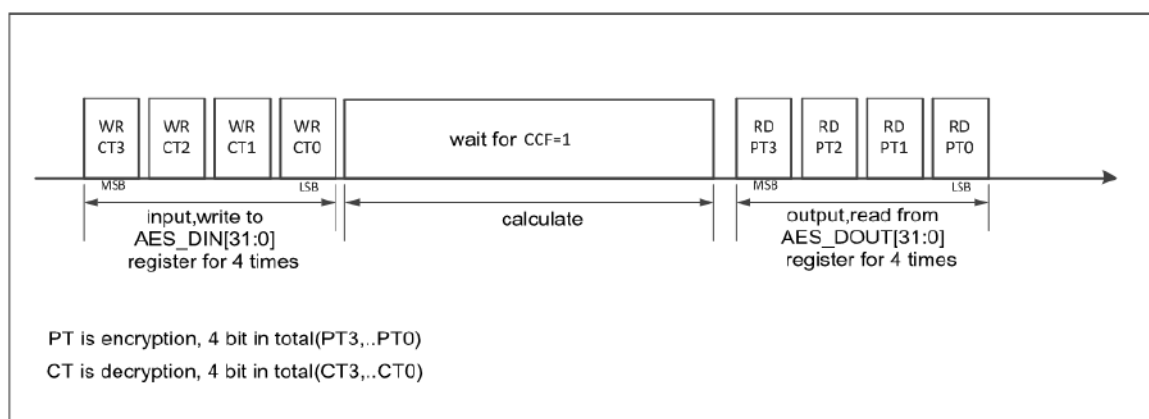 WR CT3
WR CT2
WR CT1
WR CT0
wait for CCF=1
RD PT3
RD PT2
RD PT1
RD PT0
MSB
LSB
MSB
LSB
input,write to
AES_DIN[31:0]
register for 4 times
calculate
output,read from
AES_DOUT[31:0]
register for 4 times
PT is encryption, 4 bit in total(PT3,..PT0)
CT is decryption, 4 bit in total(CT3,..CT0)